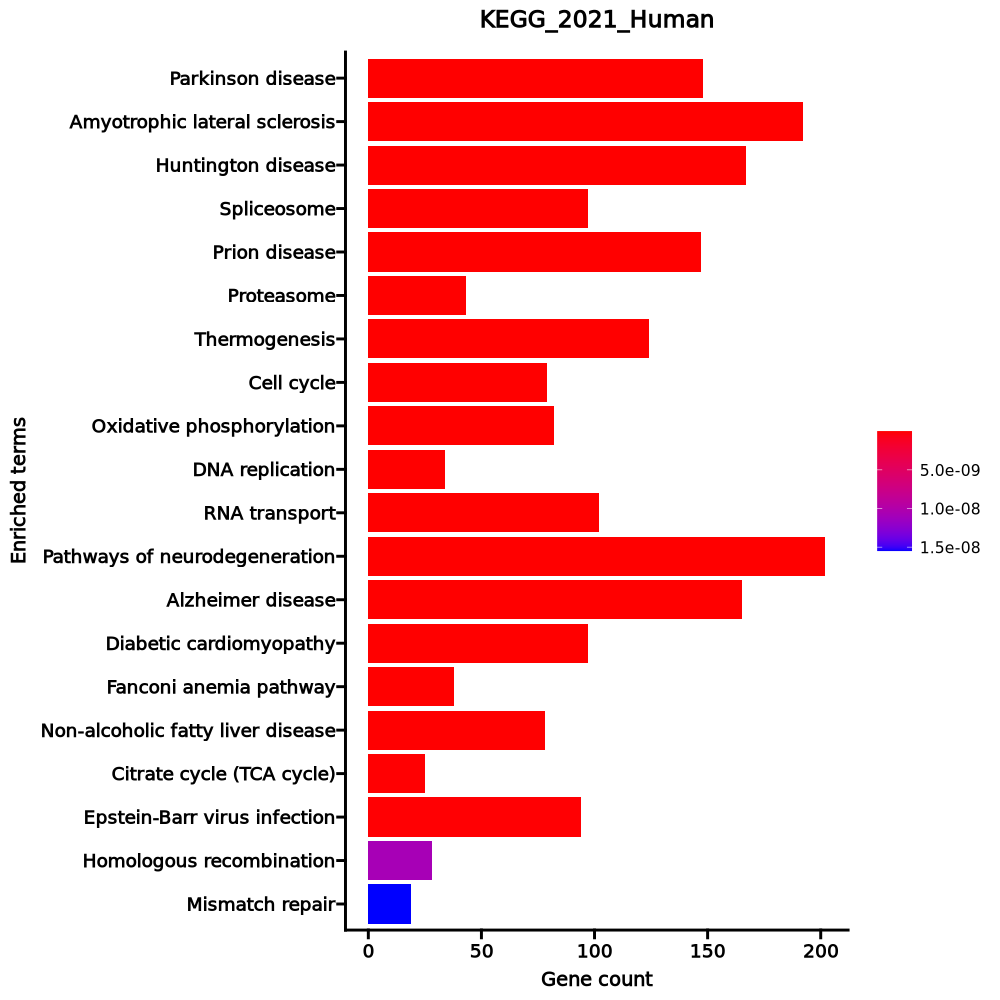 KEGG_2021_Human
Enriched terms
Parkinson disease
Amyotrophic lateral sclerosis
Huntington disease
Spliceosome
Prion disease
Proteasome
Thermogenesis
Cell cycle
Oxidative phosphorylation
DNA replication
RNA transport
Pathways of neurodegeneration
Alzheimer disease
Diabetic cardiomyopathy
Fanconi anemia pathway
Non-alcoholic fatty liver disease
Citrate cycle (TCA cycle)
Epstein-Barr virus infection
Homologous recombination
Mismatch repair
0 50 100 150 200
Gene count
5.0e-09
1.0e-08
1.5e-08